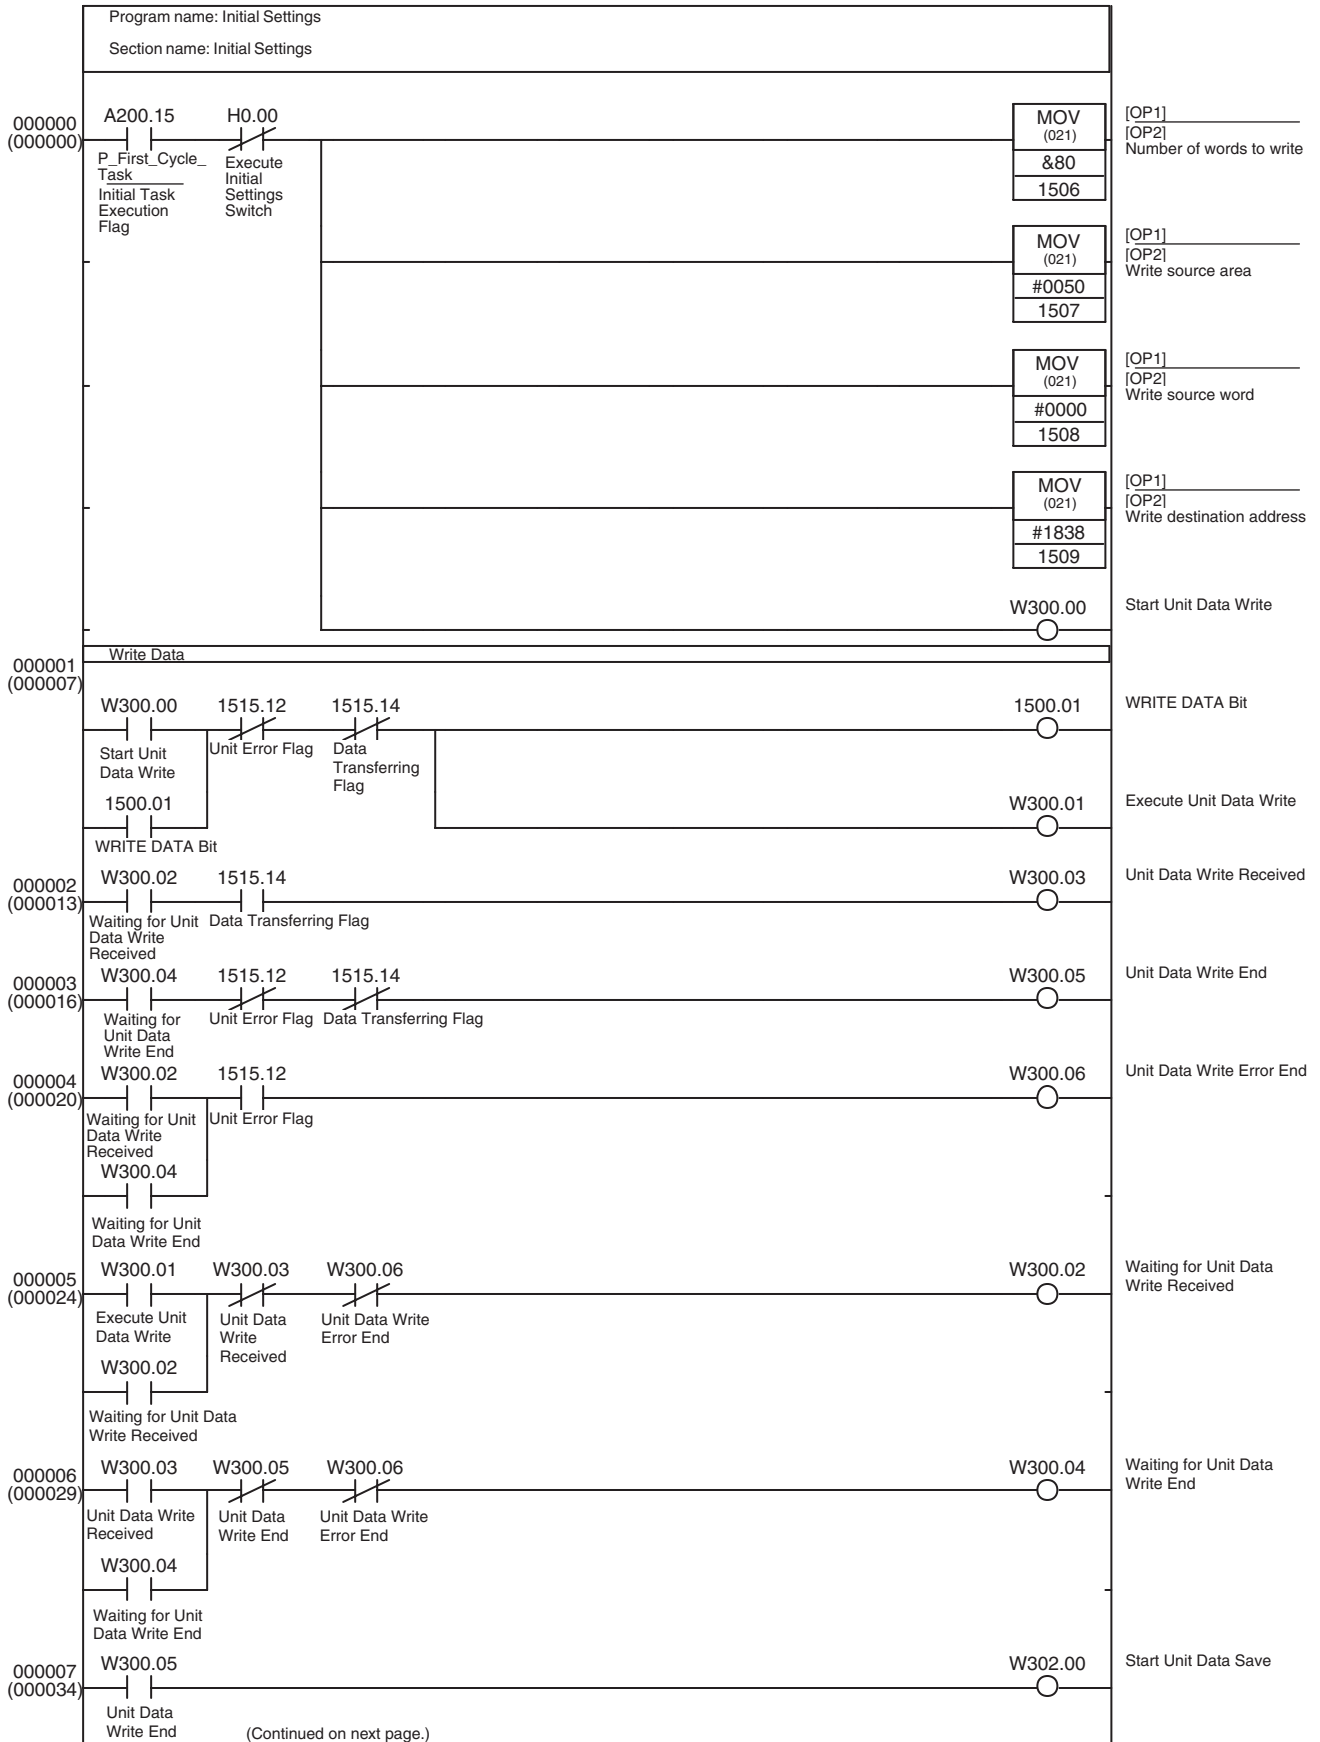 Program name: Initial Settings
Section name: Initial Settings
000000
(000000)
A200.15 H0.00
P_First_Cycle_
Task
Initial Task
Execution
Flag
Execute
Initial
Settings
Switch
MOV
(021)
&80
1506
[OP1]
[OP2]
Number of words to write
MOV
(021)
#0050
1507
[OP1]
[OP2]
Write source area
MOV
(021)
#0000
1508
[OP1]
[OP2]
Write source word
MOV
(021)
#1838
1509
[OP1]
[OP2]
Write destination address
W300.00 Start Unit Data Write
Write Data
000001
(000007)
W300.00 1515.12 1515.14 1500.01 WRITE DATA Bit
Start Unit
Data Write
Unit Error Flag
Data
Transferring
Flag
1500.01 W300.01 Execute Unit Data Write
WRITE DATA Bit
000002
(000013)
W300.02 1515.14 W300.03 Unit Data Write Received
Waiting for Unit
Data Write
Received
Data Transferring Flag
000003
(000016)
W300.04 1515.12 1515.14 W300.05 Unit Data Write End
Waiting for
Unit Data
Write End
Unit Error Flag Data Transferring Flag
000004
(000020)
W300.02 1515.12 W300.06 Unit Data Write Error End
Waiting for Unit
Data Write
Received
Unit Error Flag
W300.04
Waiting for Unit
Data Write End
000005
(000024)
W300.01 W300.03 W300.06 W300.02
Waiting for Unit Data
Write Received
Execute Unit
Data Write
Unit Data
Write
Received
Unit Data Write
Error End
W300.02
Waiting for Unit Data
Write Received
000006
(000029)
W300.03 W300.05 W300.06 W300.04
Waiting for Unit Data
Write End
Unit Data Write
Received
Unit Data
Write End
Unit Data Write
Error End
W300.04
Waiting for Unit
Data Write End
000007
(000034)
W300.05 W302.00 Start Unit Data Save
Unit Data
Write End
(Continued on next page.)